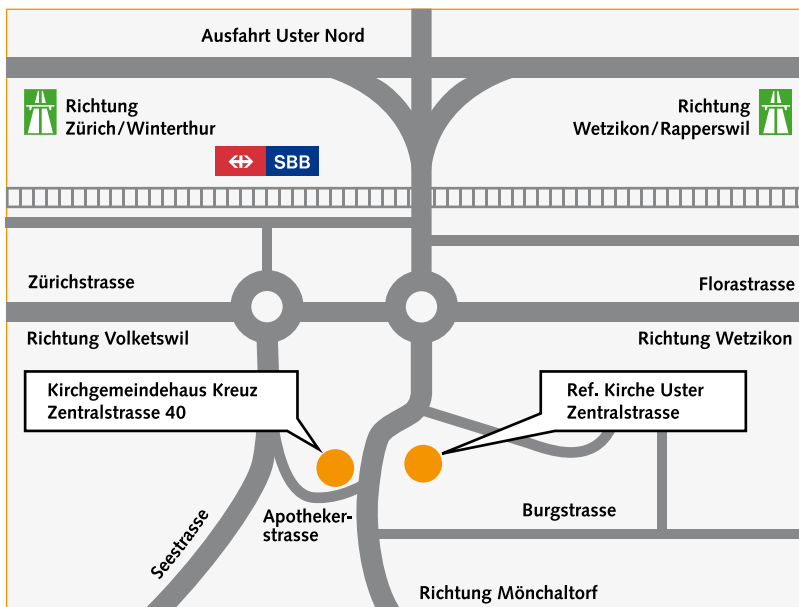 Ausfahrt Uster Nord
Richtung
Zürich/Winterthur
Richtung
Wetzikon/Rapperswil
SBB
Zürichstrasse
Florastrasse
Richtung Volketswil
Richtung Wetzikon
Kirchgemeindehaus Kreuz
Zentralstrasse 40
Ref. Kirche Uster
Zentralstrasse
Seestrasse
Apotheker-
strasse
Burgstrasse
Richtung Mönchaltorf